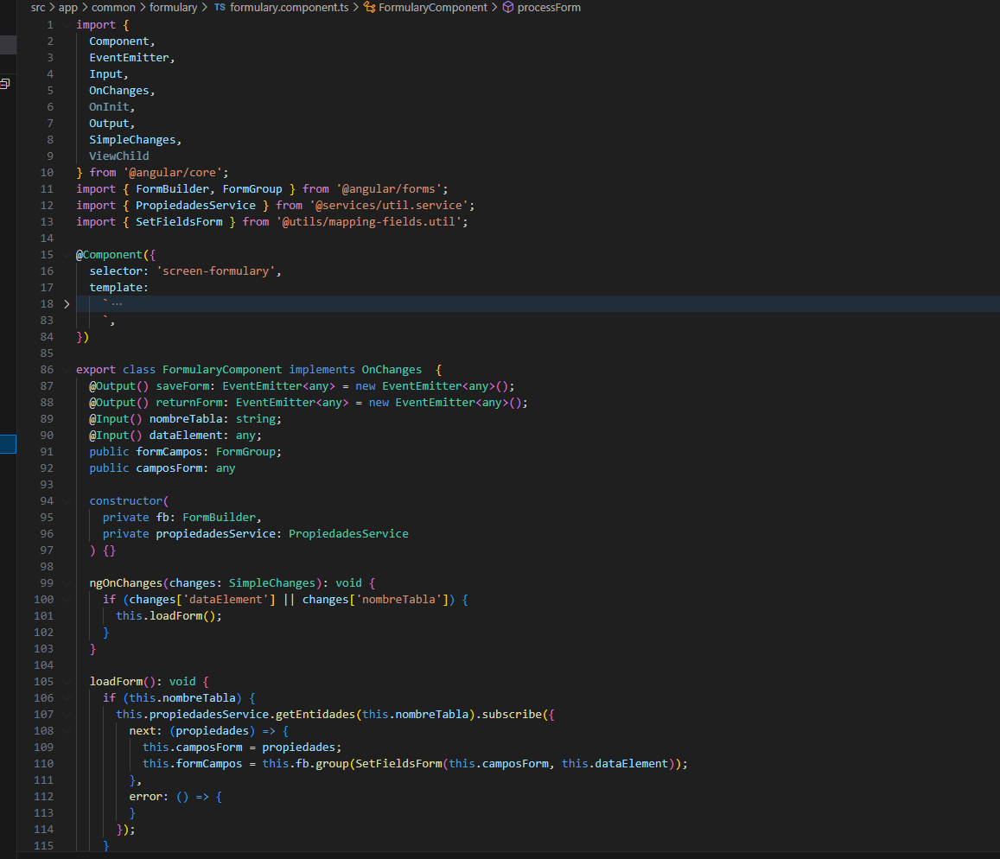 src > app > common > formulary > TS formulary.component.ts > FormularyComponent > processForm
1 import {
2 Component,
3 EventEmitter,
4 Input,
5 OnChanges,
6 OnInit,
7 Output,
8 SimpleChanges,
9 ViewChild
10 } from '@angular/core';
11 import { FormBuilder, FormGroup } from '@angular/forms';
12 import { PropiedadesService } from '@services/util.service';
13 import { SetFieldsForm } from '@utils/mapping-fields.util';
14
15 @Component({
16 selector: 'screen-formulary',
17 template:
18 ` ···
83 `,
84 })
85
86 export class FormularyComponent implements OnChanges  {
87 @Output() saveForm: EventEmitter<any> = new EventEmitter<any>();
88 @Output() returnForm: EventEmitter<any> = new EventEmitter<any>();
89 @Input() nombreTabla: string;
90 @Input() dataElement: any;
91 public formCampos: FormGroup;
92 public camposForm: any
93
94 constructor(
95 private fb: FormBuilder,
96 private propiedadesService: PropiedadesService
97 ) {}
98
99 ngOnChanges(changes: SimpleChanges): void {
100 if (changes['dataElement'] || changes['nombreTabla']) {
101 this.loadForm();
102 }
103 }
104
105 loadForm(): void {
106 if (this.nombreTabla) {
107 this.propiedadesService.getEntidades(this.nombreTabla).subscribe({
108 next: (propiedades) => {
109 this.camposForm = propiedades;
110 this.formCampos = this.fb.group(SetFieldsForm(this.camposForm, this.dataElement));
111 },
112 error: () => {
113 }
114 });
115 }